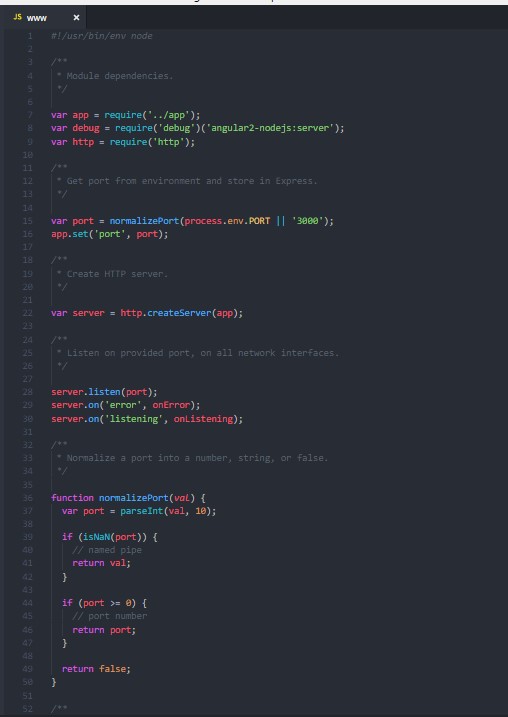 JS www ×
1 #!/usr/bin/env node
2
3 /**
4  * Module dependencies.
5  */
6
7 var app = require('../app');
8 var debug = require('debug')('angular2-nodejs:server');
9 var http = require('http');
10
11 /**
12  * Get port from environment and store in Express.
13  */
14
15 var port = normalizePort(process.env.PORT || '3000');
16 app.set('port', port);
17
18 /**
19  * Create HTTP server.
20  */
21
22 var server = http.createServer(app);
23
24 /**
25  * Listen on provided port, on all network interfaces.
26  */
27
28 server.listen(port);
29 server.on('error', onError);
30 server.on('listening', onListening);
31
32 /**
33  * Normalize a port into a number, string, or false.
34  */
35
36 function normalizePort(val) {
37   var port = parseInt(val, 10);
38
39   if (isNaN(port)) {
40     // named pipe
41     return val;
42   }
43
44   if (port >= 0) {
45     // port number
46     return port;
47   }
48
49   return false;
50 }
51
52 /**